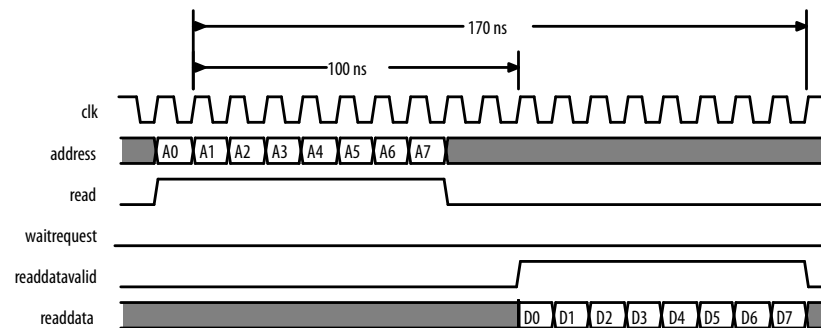 170 ns
100 ns
clk
address A0 A1 A2 A3 A4 A5 A6 A7
read
waitrequest
readdatavalid
readdata D0 D1 D2 D3 D4 D5 D6 D7